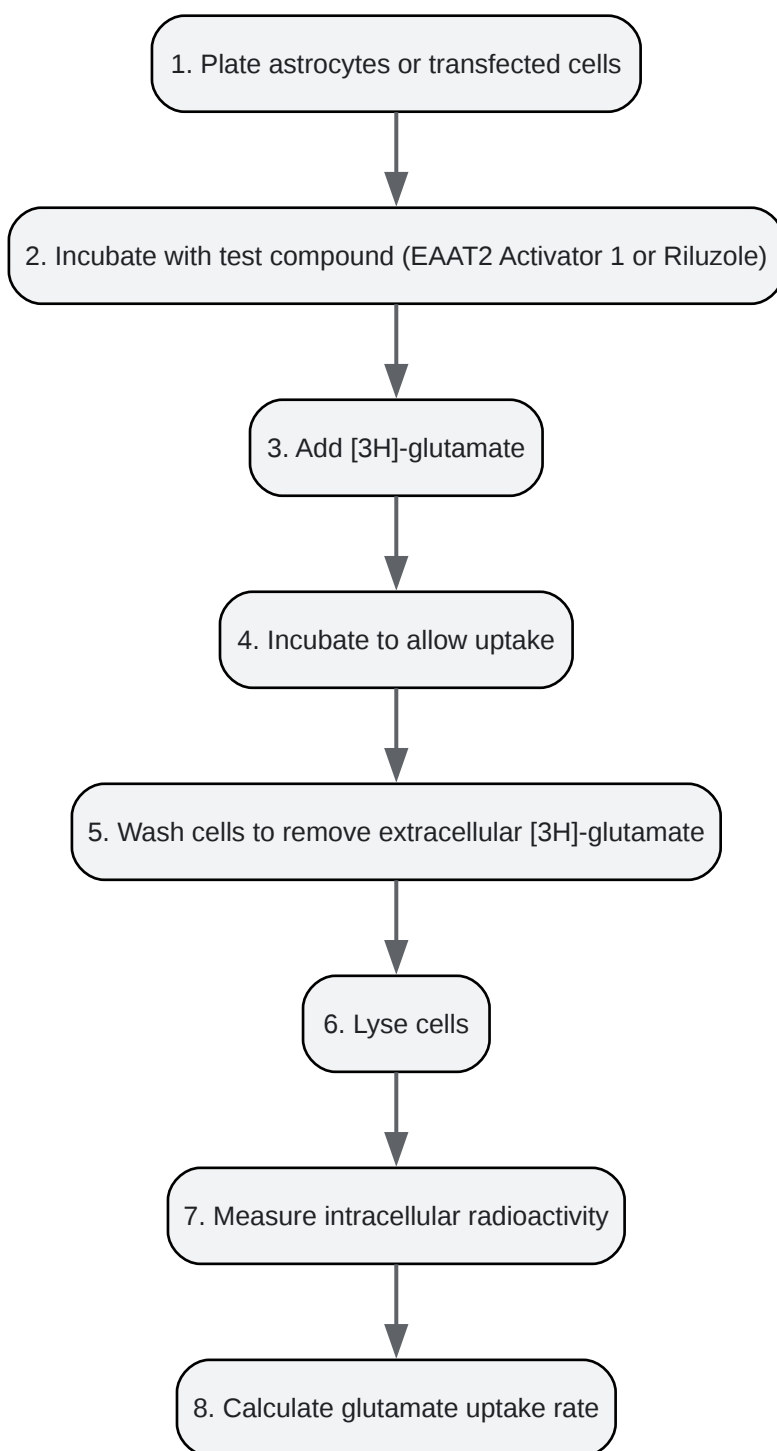 1. Plate astrocytes or transfected cells
2. Incubate with test compound (EAAT2 Activator 1 or Riluzole)
3. Add [3H]-glutamate
4. Incubate to allow uptake
5. Wash cells to remove extracellular [3H]-glutamate
6. Lyse cells
7. Measure intracellular radioactivity
8. Calculate glutamate uptake rate